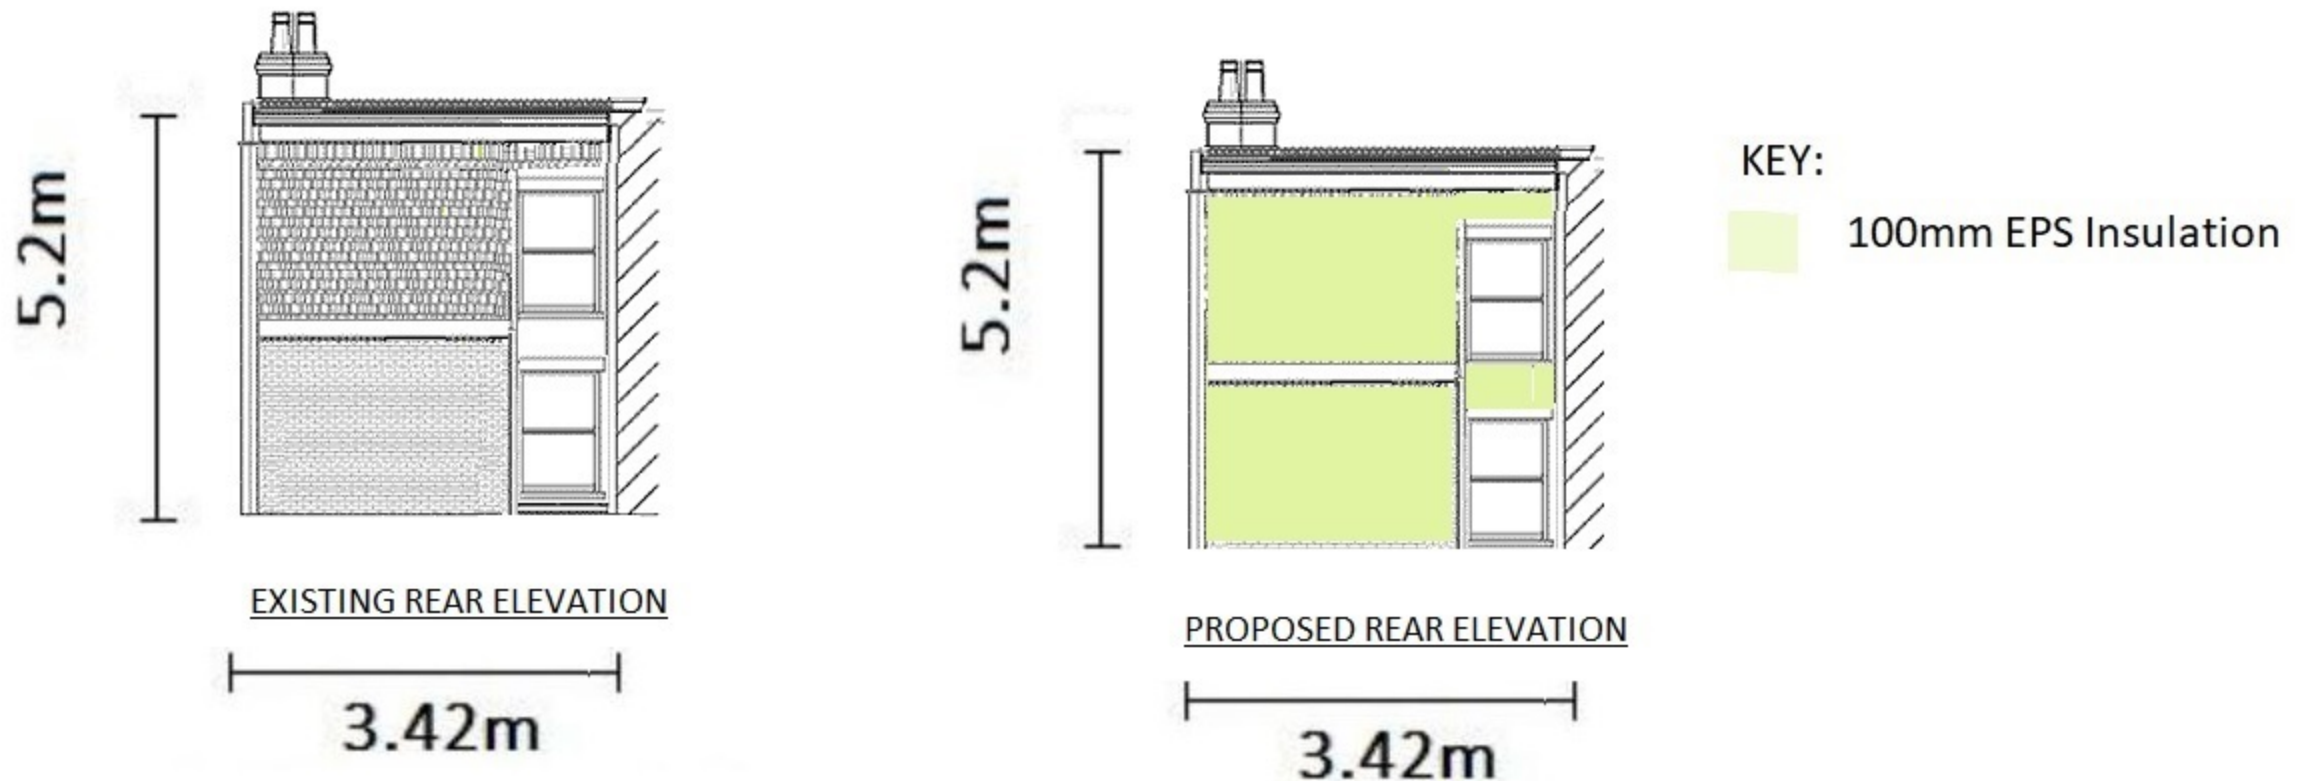 5.2m
EXISTING REAR ELEVATION
3.42m
5.2m
PROPOSED REAR ELEVATION
3.42m
KEY:
100mm EPS Insulation